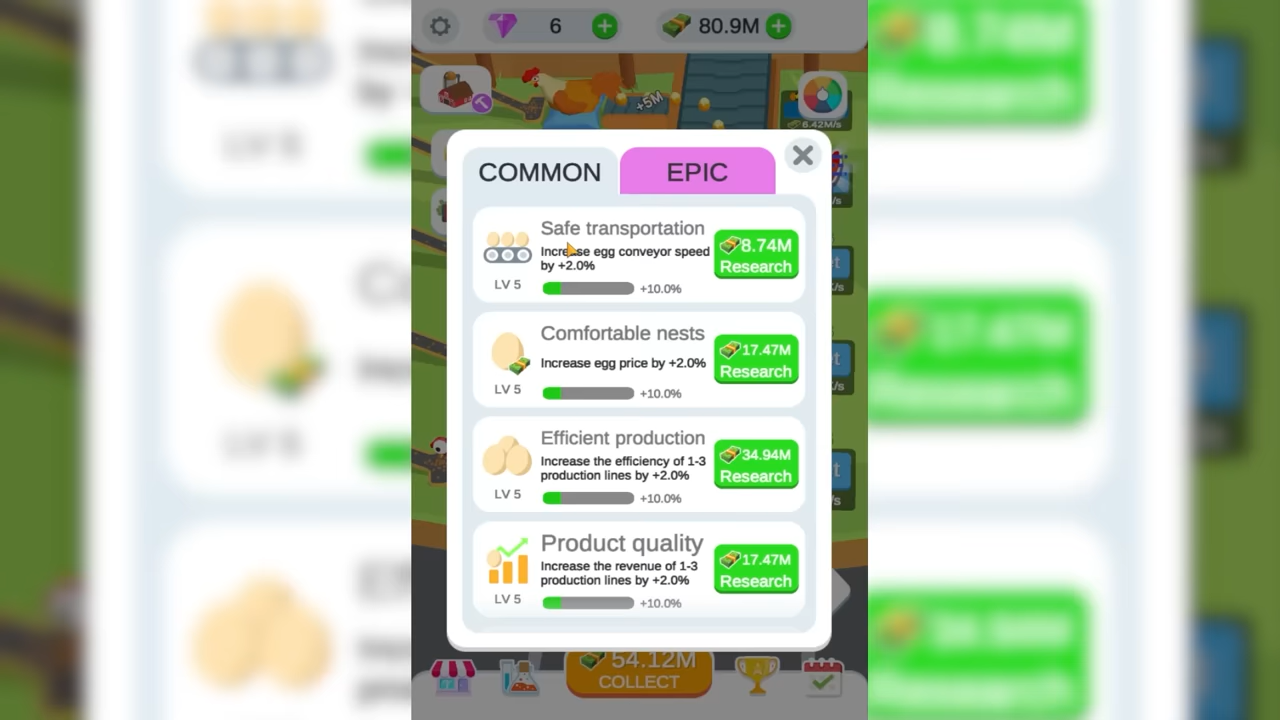 6
80.9M
+5M
6.42M/s
COMMON
EPIC
Safe transportation
Increase egg conveyor speed
by +2.0%
LV 5
+10.0%
8.74M
Research
Comfortable nests
Increase egg price by +2.0%
LV 5
+10.0%
17.47M
Research
Efficient production
Increase the efficiency of 1-3
production lines by +2.0%
LV 5
+10.0%
34.94M
Research
Product quality
Increase the revenue of 1-3
production lines by +2.0%
LV 5
+10.0%
17.47M
Research
54.12M
COLLECT